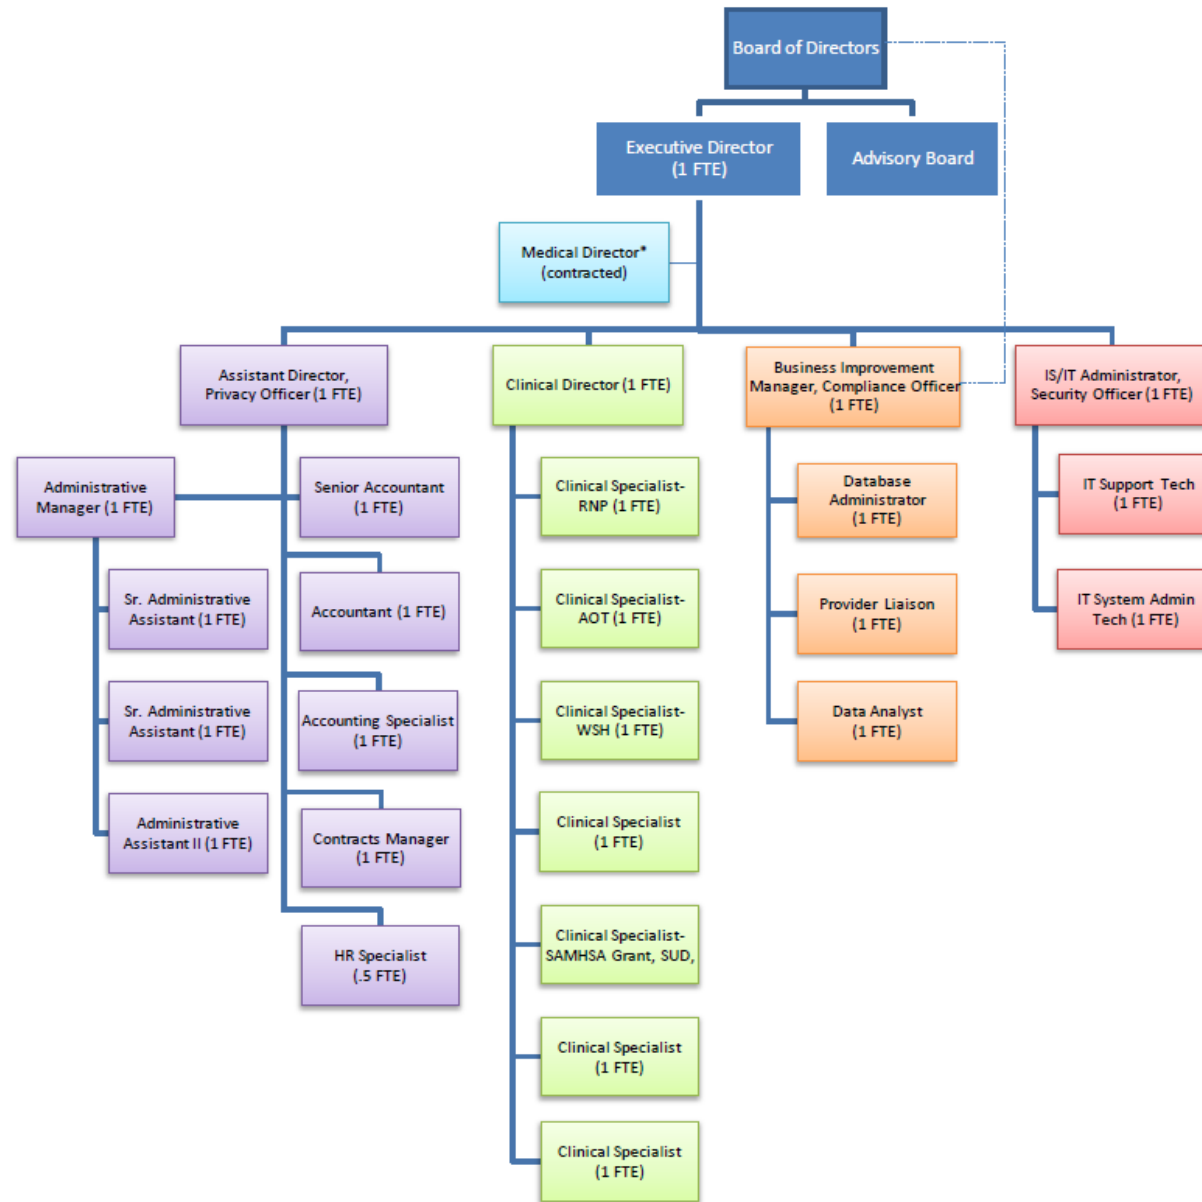 Board of Directors
Executive Director
(1 FTE)
Advisory Board
Medical Director*
(contracted)
Assistant Director,
Privacy Officer (1 FTE)
Clinical Director (1 FTE)
Business Improvement
Manager, Compliance Officer
(1 FTE)
IS/IT Administrator,
Security Officer (1 FTE)
Administrative
Manager (1 FTE)
Senior Accountant
(1 FTE)
Sr. Administrative
Assistant (1 FTE)
Accountant (1 FTE)
Sr. Administrative
Assistant (1 FTE)
Accounting Specialist
(1 FTE)
Administrative
Assistant II (1 FTE)
Contracts Manager
(1 FTE)
HR Specialist
(.5 FTE)
Clinical Specialist-
RNP (1 FTE)
Clinical Specialist-
AOT (1 FTE)
Clinical Specialist-
WSH (1 FTE)
Clinical Specialist
(1 FTE)
Clinical Specialist-
SAMHSA Grant, SUD,
Clinical Specialist
(1 FTE)
Clinical Specialist
(1 FTE)
Database
Administrator
(1 FTE)
Provider Liaison
(1 FTE)
Data Analyst
(1 FTE)
IT Support Tech
(1 FTE)
IT System Admin
Tech (1 FTE)